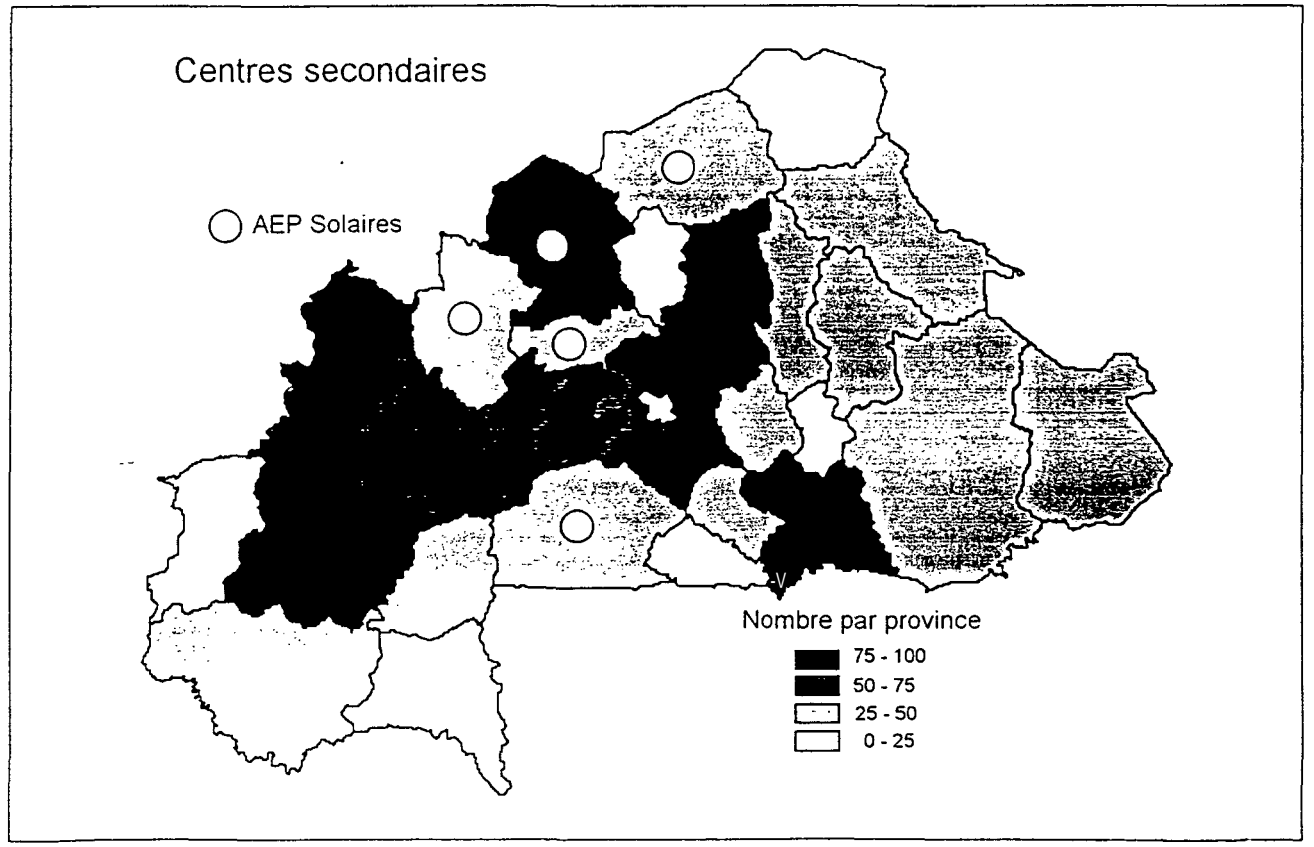 Centres secondaires
AEP Solaires
Nombre par province
75 - 100
50 - 75
25 - 50
0 - 25